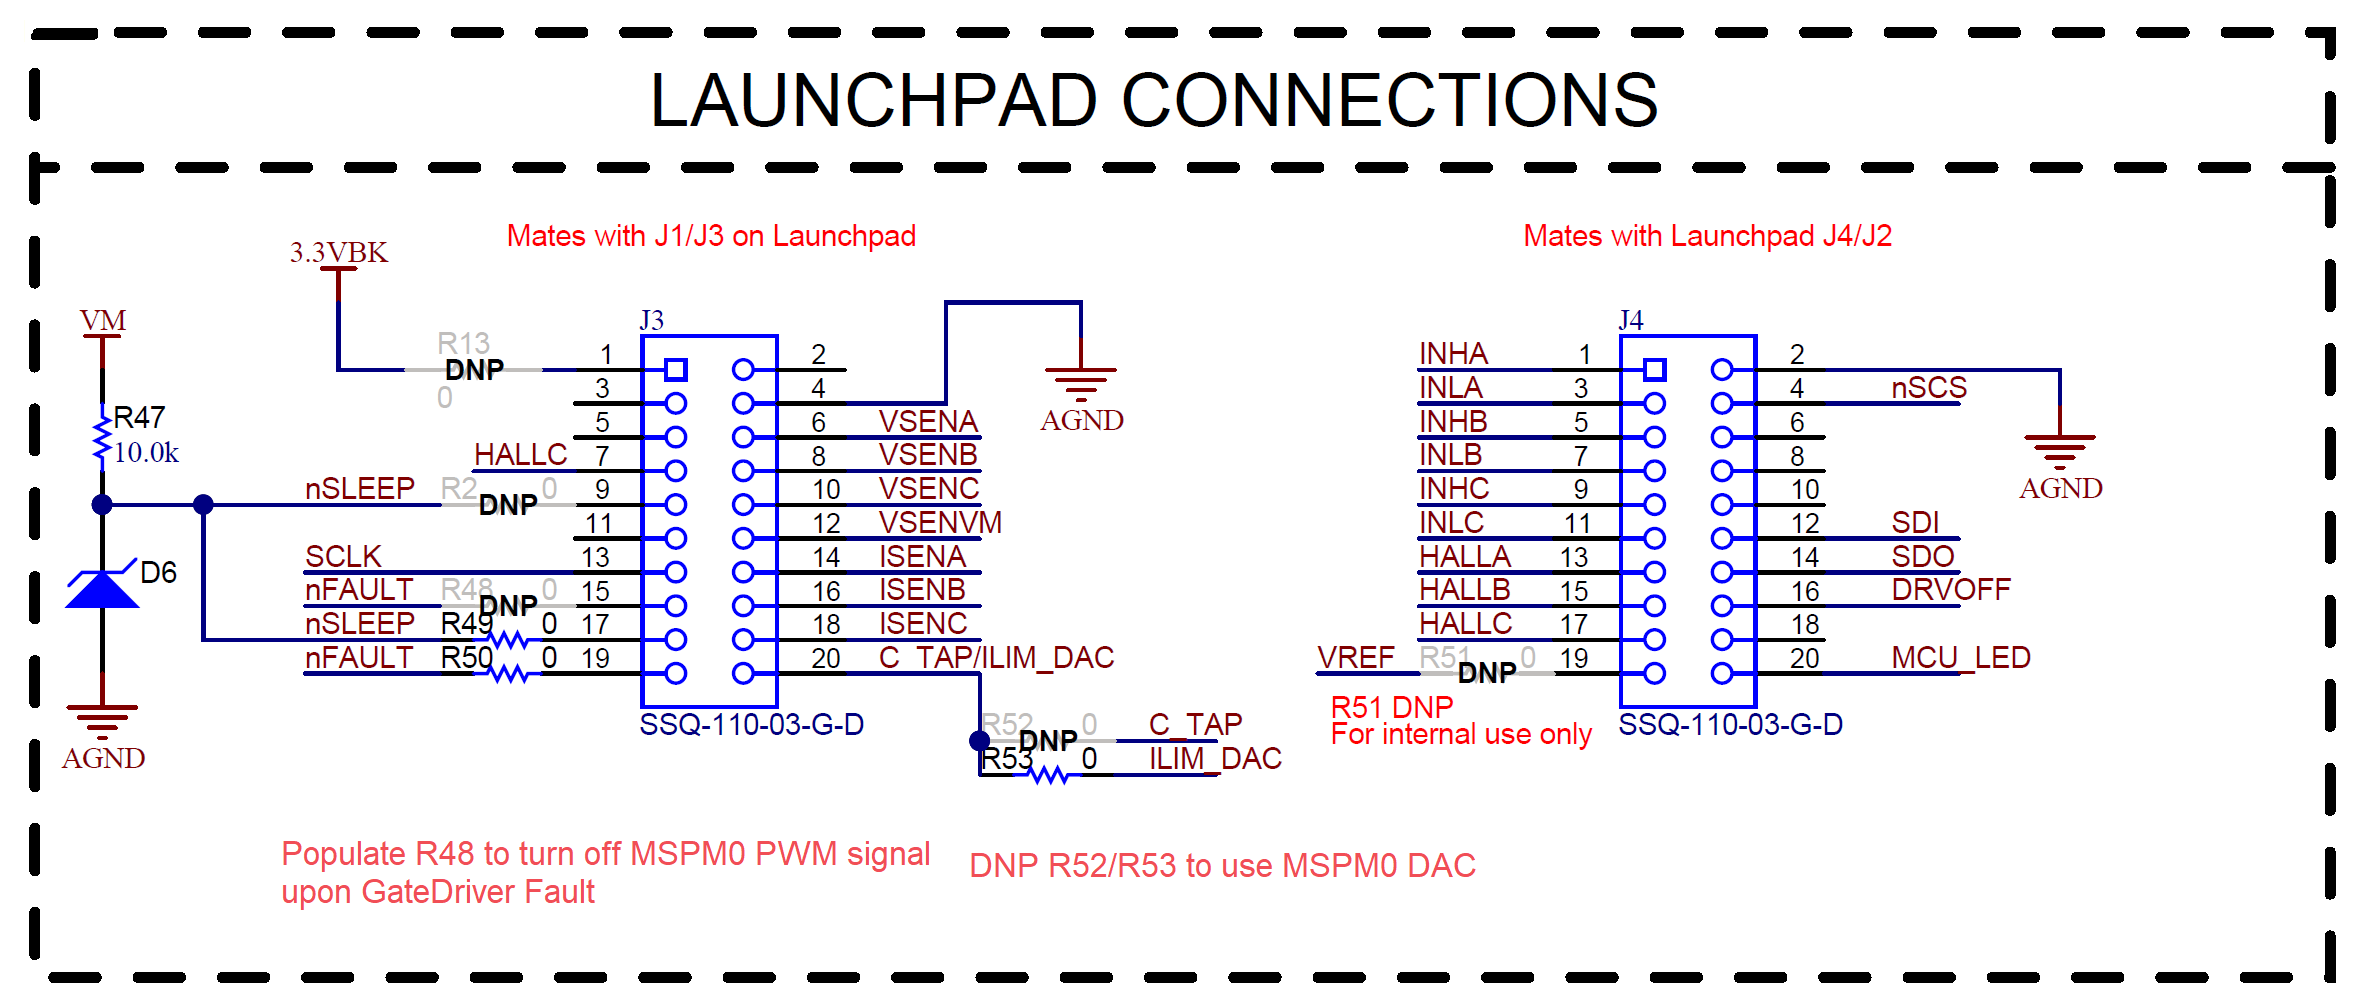 LAUNCHPAD CONNECTIONS
Mates with J1/J3 on Launchpad
Mates with Launchpad J4/J2
3.3VBK
VM
R47
10.0k
D6
AGND
R13
DNP
0
J3
1
2
3
4
5
6 VSENA
HALLC 7
8 VSENB
nSLEEP R2 DNP 0 9
10 VSENC
11
12 VSENVM
SCLK 13
14 ISENA
nFAULT R48 DNP 0 15
16 ISENB
nSLEEP R49 0 17
18 ISENC
nFAULT R50 0 19
20 C_TAP/ILIM_DAC
SSQ-110-03-G-D
AGND
R52 DNP 0 C_TAP
R53 0 ILIM_DAC
J4
INHA 1
2
INLA 3
4 nSCS
INHB 5
6
INLB 7
8
INHC 9
10
INLC 11
12 SDI
HALLA 13
14 SDO
HALLB 15
16 DRVOFF
HALLC 17
18
VREF R51 DNP 0 19
20 MCU_LED
AGND
R51 DNP
For internal use only
SSQ-110-03-G-D
Populate R48 to turn off MSPM0 PWM signal
upon GateDriver Fault
DNP R52/R53 to use MSPM0 DAC